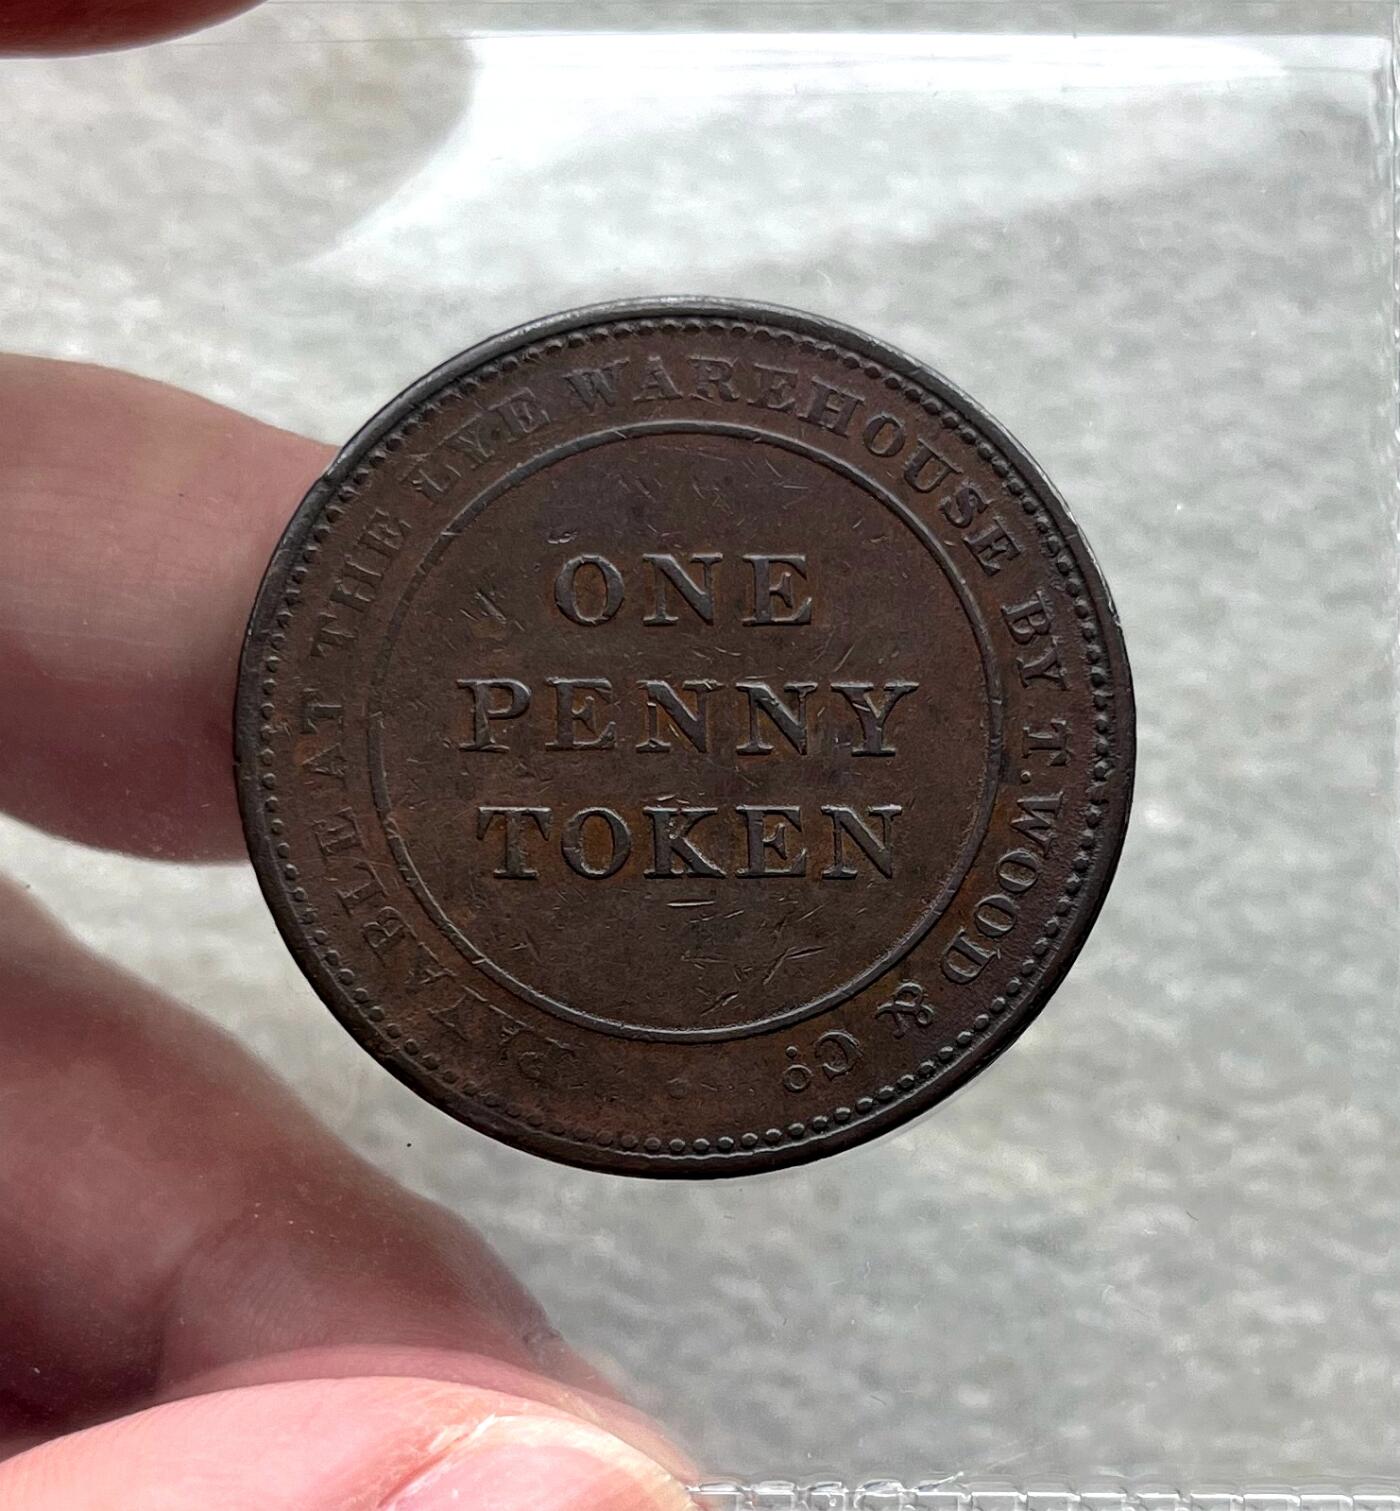 PAYABLE AT THE LYE WAREHOUSE BY T. WOOD & Co
ONE
PENNY
TOKEN